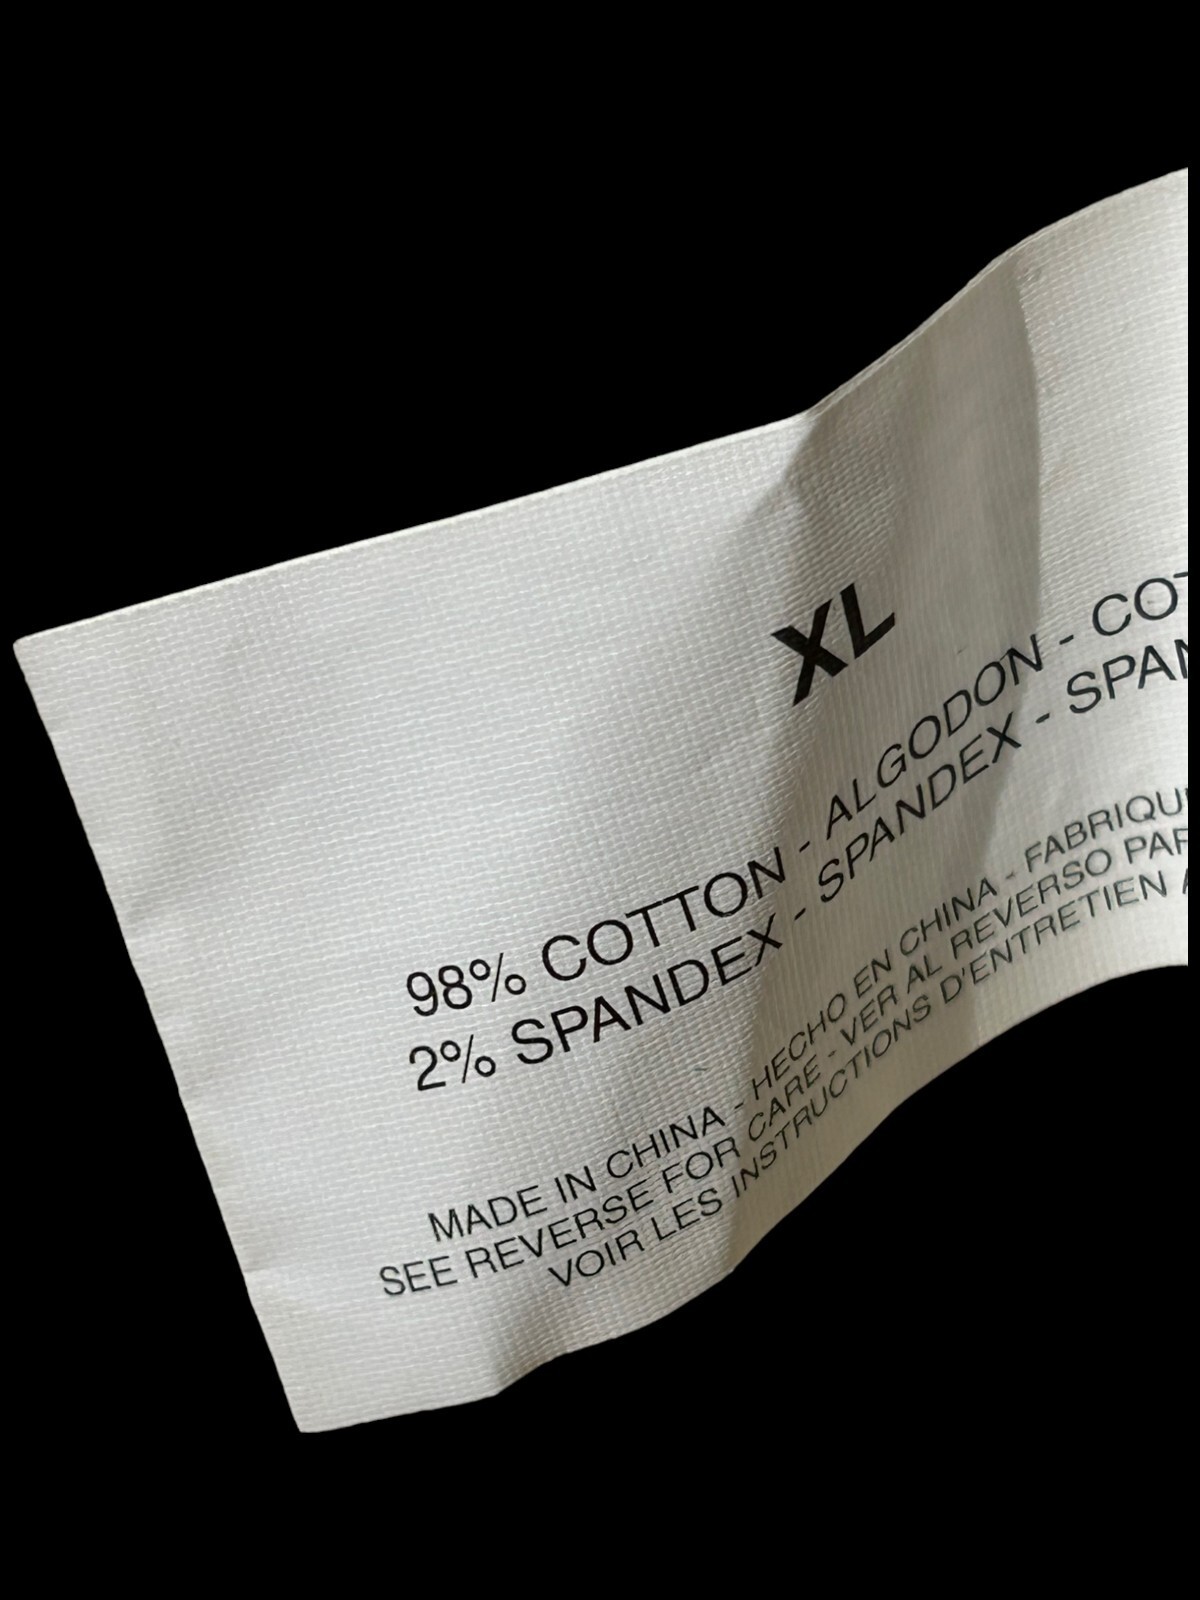 XL
98% COTTON - ALGODON - COT
2% SPANDEX - SPANDEX - SPAN
MADE IN CHINA - HECHO EN CHINA - FABRIQU
SEE REVERSE FOR CARE - VER AL REVERSO PAR
VOIR LES INSTRUCTIONS D'ENTRETIEN A